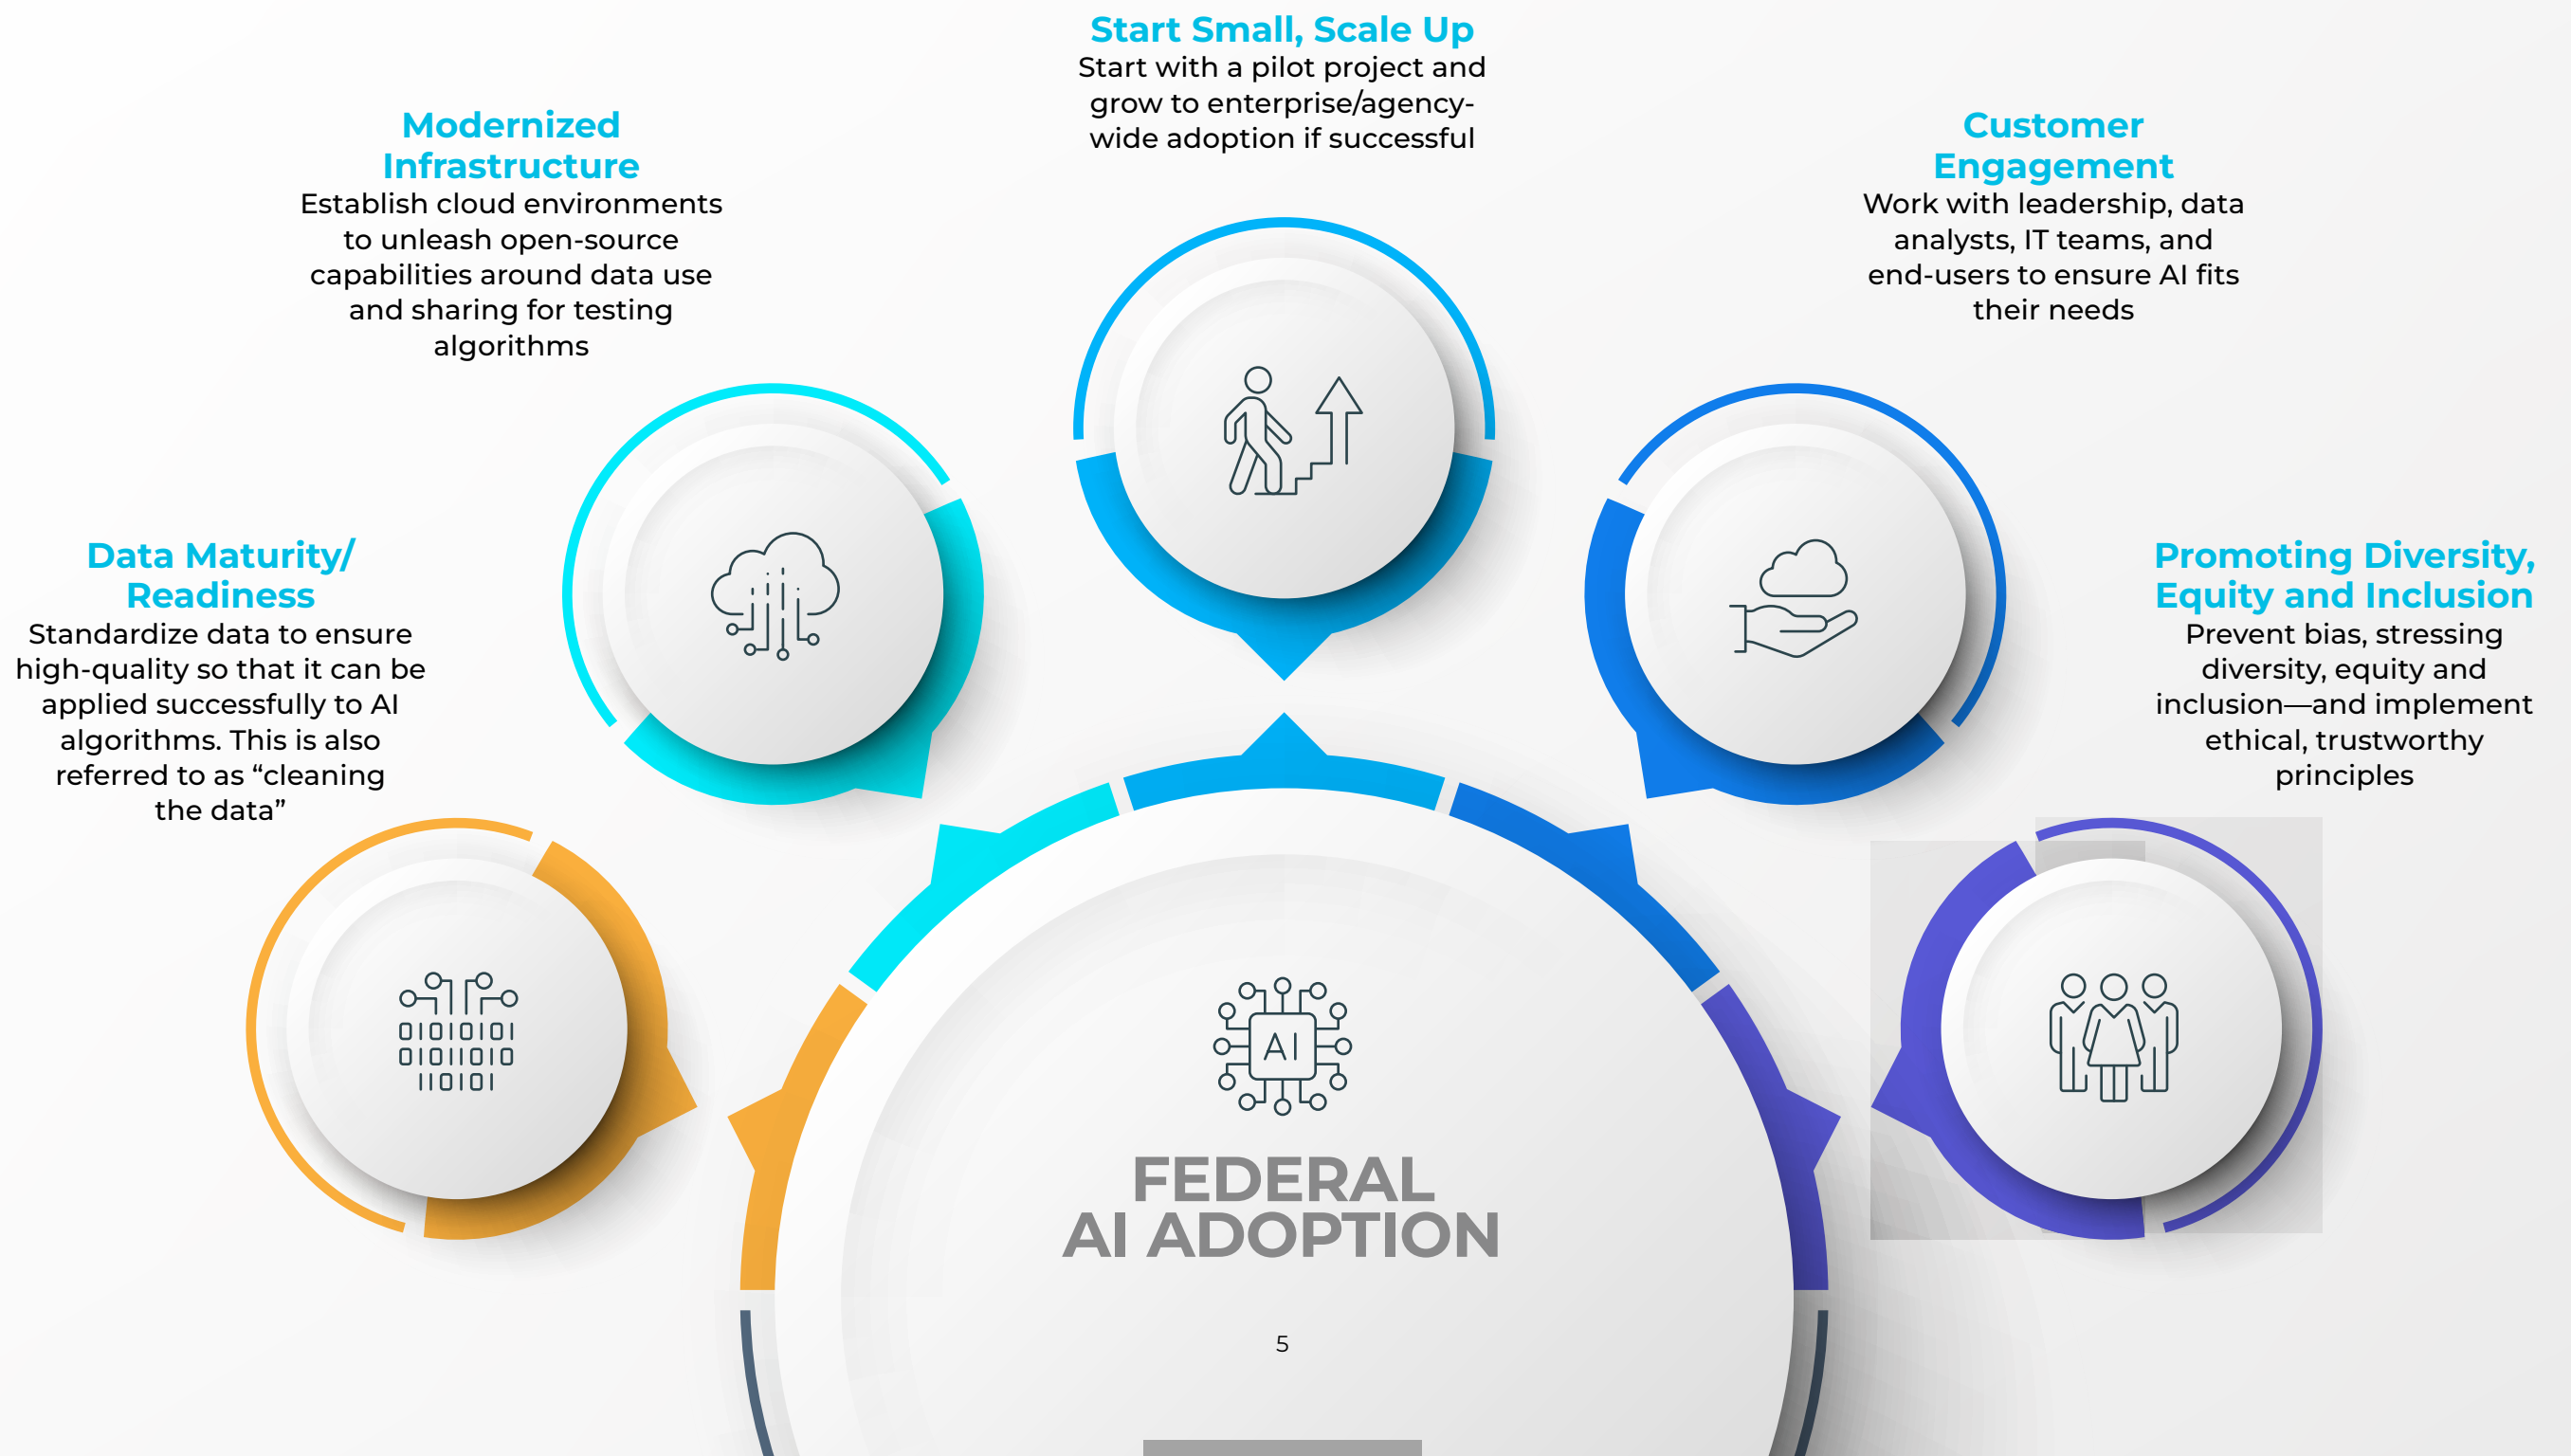 Start Small, Scale Up
Start with a pilot project and
grow to enterprise/agency-
wide adoption if successful
Modernized
Infrastructure
Establish cloud environments
to unleash open-source
capabilities around data use
and sharing for testing
algorithms
Customer
Engagement
Work with leadership, data
analysts, IT teams, and
end-users to ensure AI fits
their needs
Data Maturity/
Readiness
Standardize data to ensure
high-quality so that it can be
applied successfully to AI
algorithms. This is also
referred to as “cleaning
the data”
Promoting Diversity,
Equity and Inclusion
Prevent bias, stressing
diversity, equity and
inclusion—and implement
ethical, trustworthy
principles
01010101
01011010
110101
AI
FEDERAL
AI ADOPTION
5